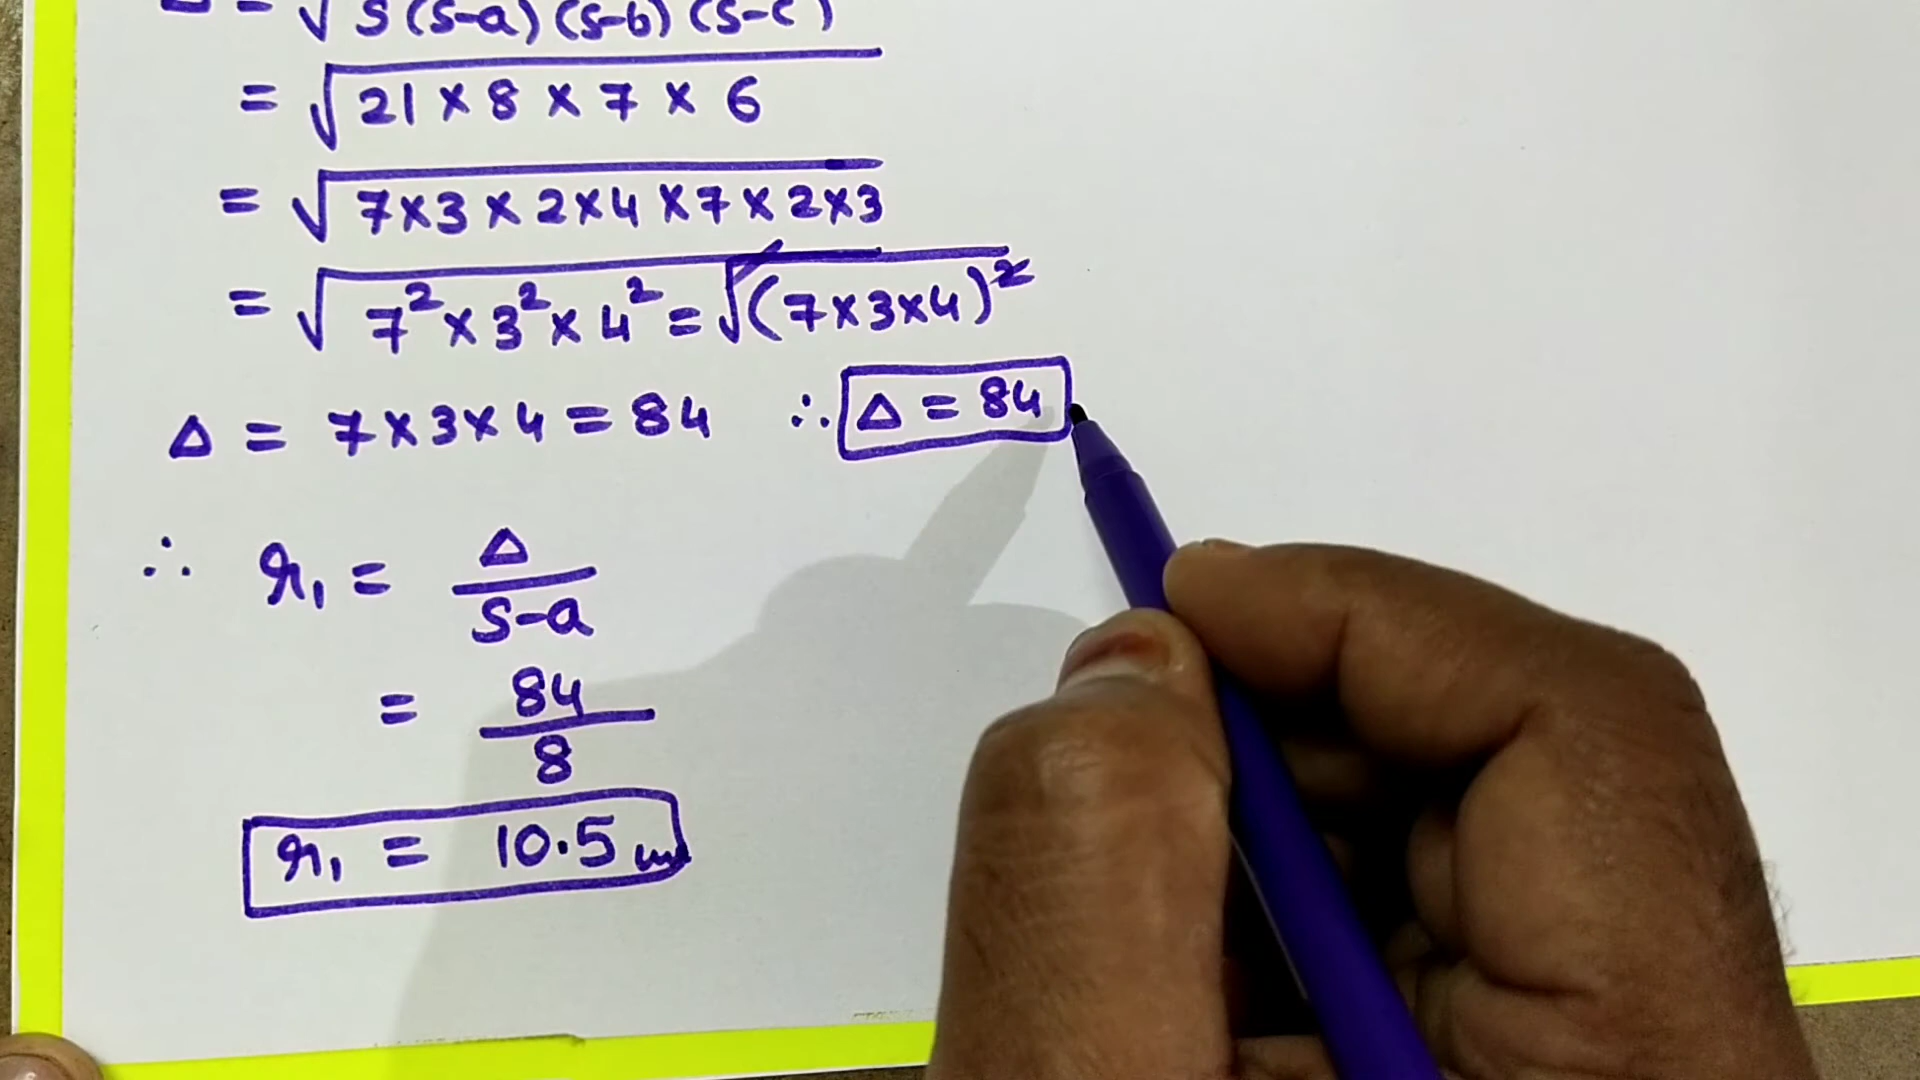 Δ = √S(S-a)(S-b)(S-c)
= √21 × 8 × 7 × 6
= √7×3×2×4×7×2×3
= √7²×3²×4² = √(7×3×4)²
Δ = 7×3×4 = 84 ∴ Δ = 84
∴ r₁ = Δ/S-a
= 84/8
r₁ = 10.5